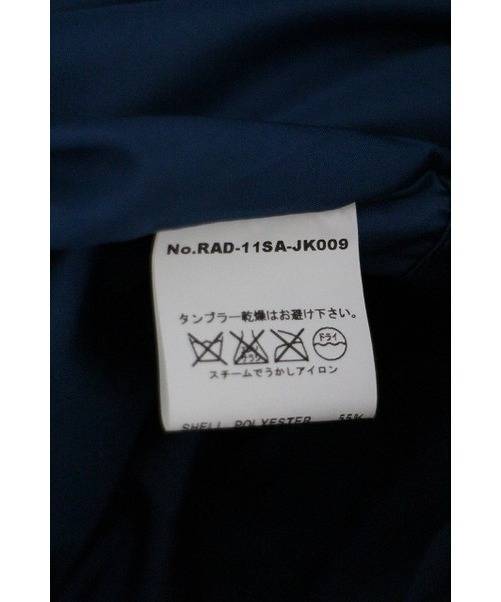 No.RAD-11SA-JK009
タンブラー乾燥はお避け下さい。
ドライ
スチームでうかしアイロン
SHELL POLYESTER 55%